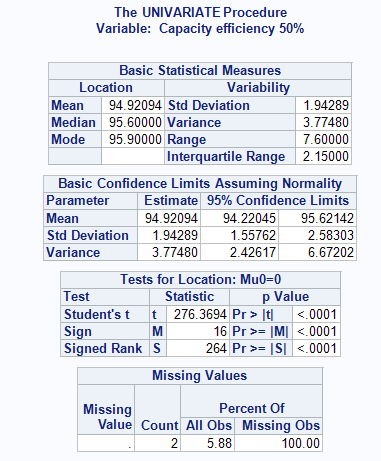 The UNIVARIATE Procedure
Variable: Capacity efficiency 50%
Basic Statistical Measures
Location Variability
Mean 94.92094 Std Deviation 1.94289
Median 95.60000 Variance 3.77480
Mode 95.90000 Range 7.60000
Interquartile Range 2.15000
Basic Confidence Limits Assuming Normality
Parameter Estimate 95% Confidence Limits
Mean 94.92094 94.22045 95.62142
Std Deviation 1.94289 1.55762 2.58303
Variance 3.77480 2.42617 6.67202
Tests for Location: Mu0=0
Test Statistic p Value
Student's t t 276.3694 Pr > |t| <.0001
Sign M 16 Pr >= |M| <.0001
Signed Rank S 264 Pr >= |S| <.0001
Missing Values
Missing Value Count Percent Of
All Obs Missing Obs
. 2 5.88 100.00